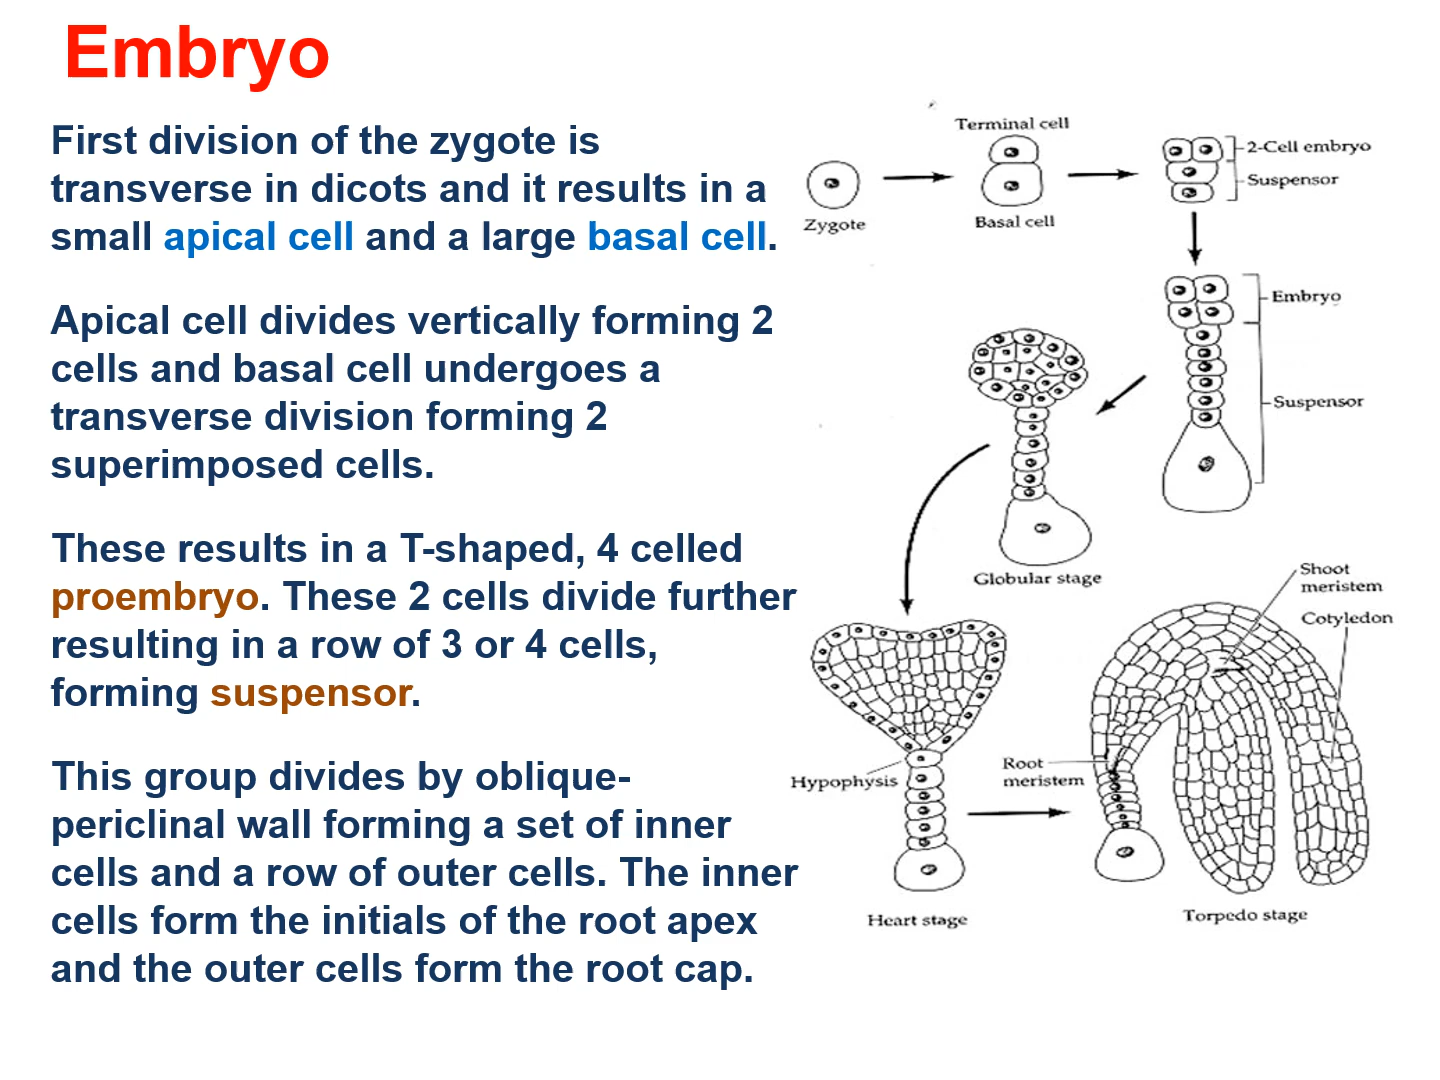 Embryo
First division of the zygote is
transverse in dicots and it results in a
small apical cell and a large basal cell.
Apical cell divides vertically forming 2
cells and basal cell undergoes a
transverse division forming 2
superimposed cells.
These results in a T-shaped, 4 celled
proembryo. These 2 cells divide further
resulting in a row of 3 or 4 cells,
forming suspensor.
This group divides by oblique-
periclinal wall forming a set of inner
cells and a row of outer cells. The inner
cells form the initials of the root apex
and the outer cells form the root cap.
Terminal cell
Zygote
Basal cell
2-Cell embryo
Suspensor
Embryo
Suspensor
Globular stage
Shoot
meristem
Cotyledon
Hypophysis
Root
meristem
Heart stage
Torpedo stage